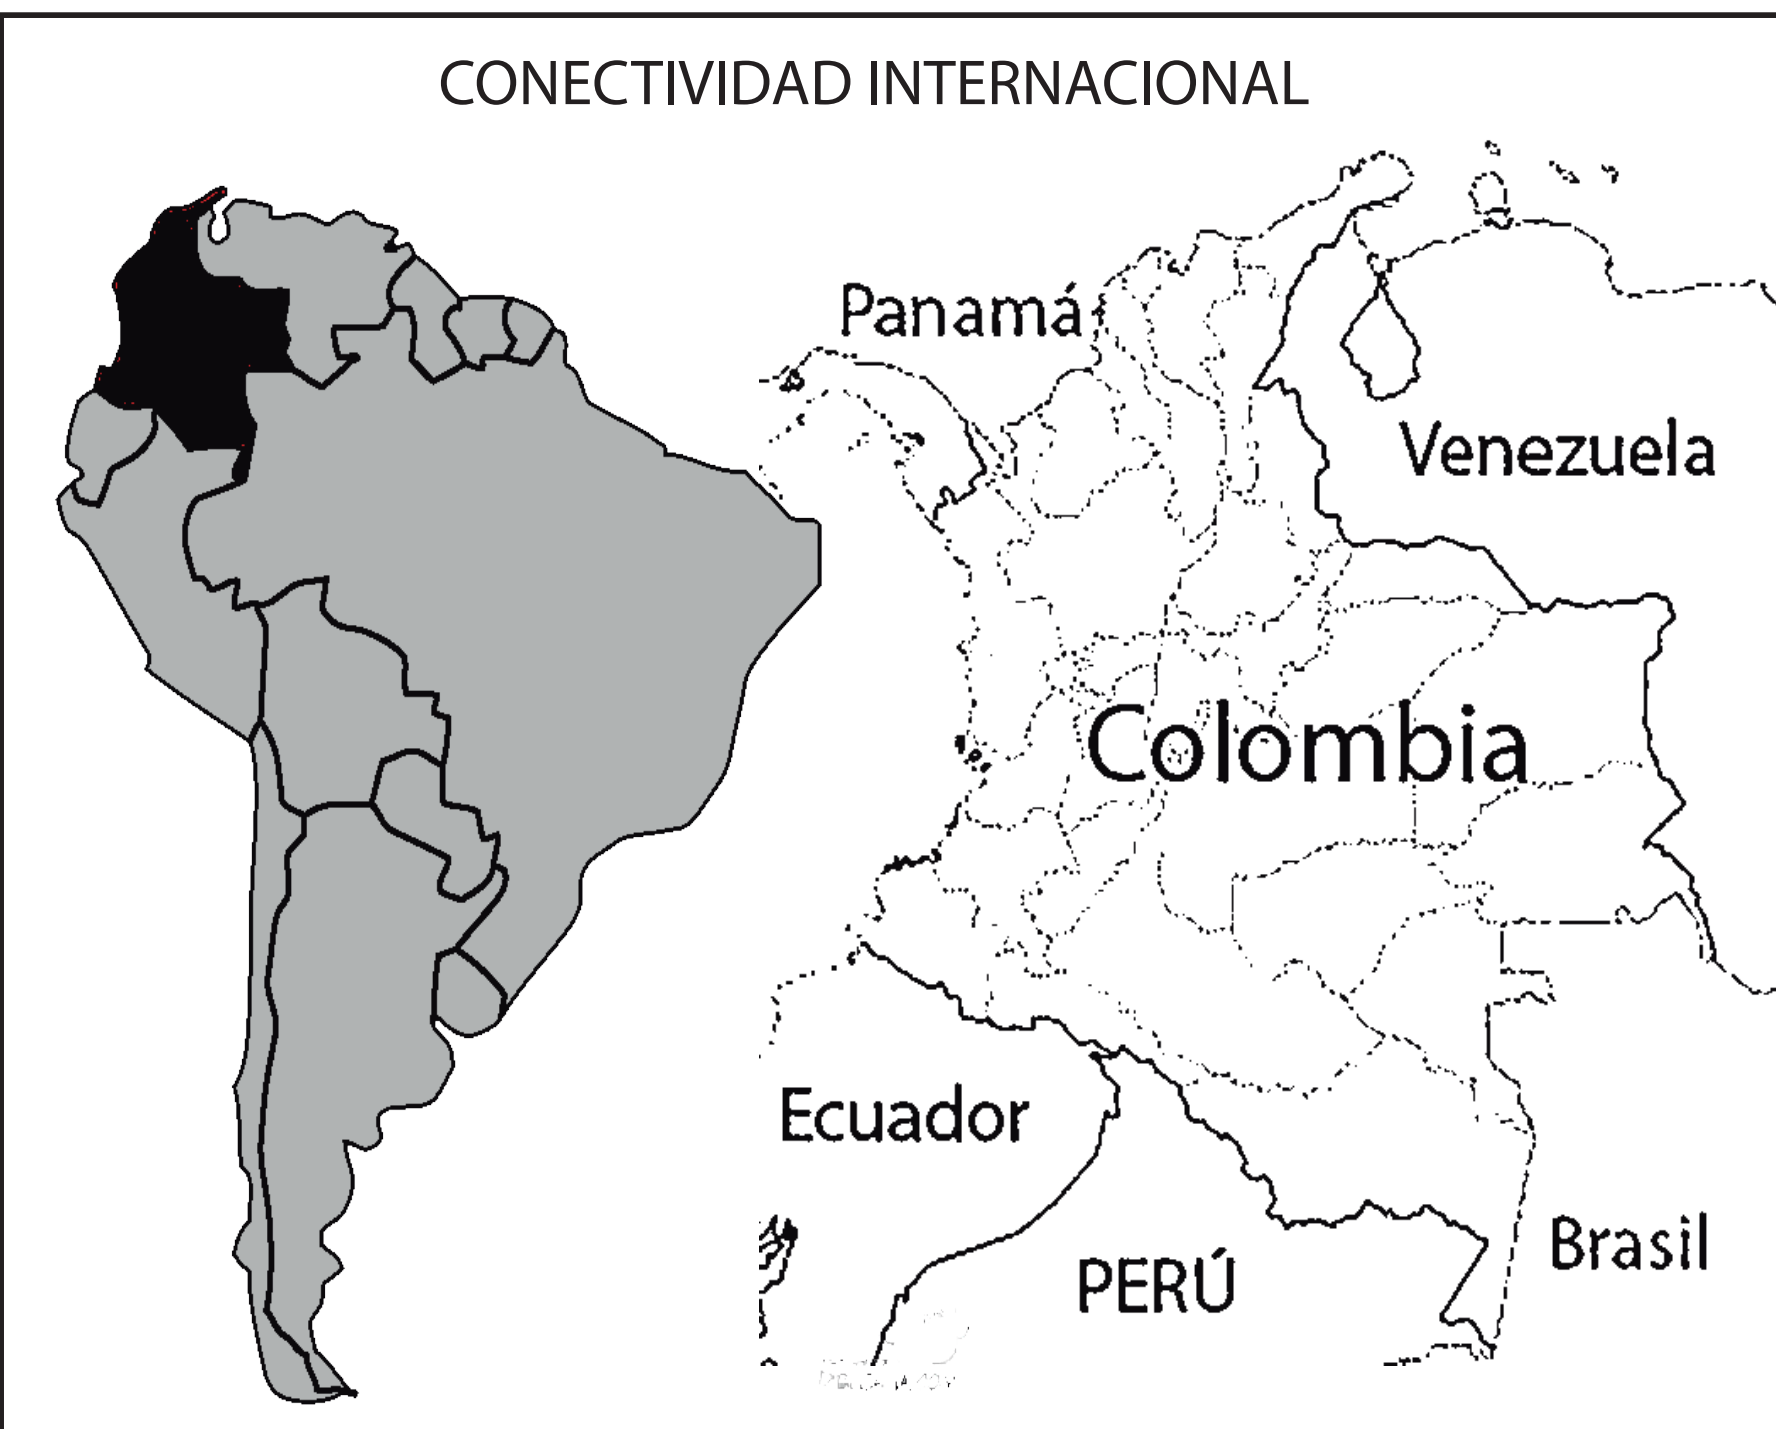 CONECTIVIDAD INTERNACIONAL
Panamá
Venezuela
Colombia
Ecuador
Brasil
PERÚ